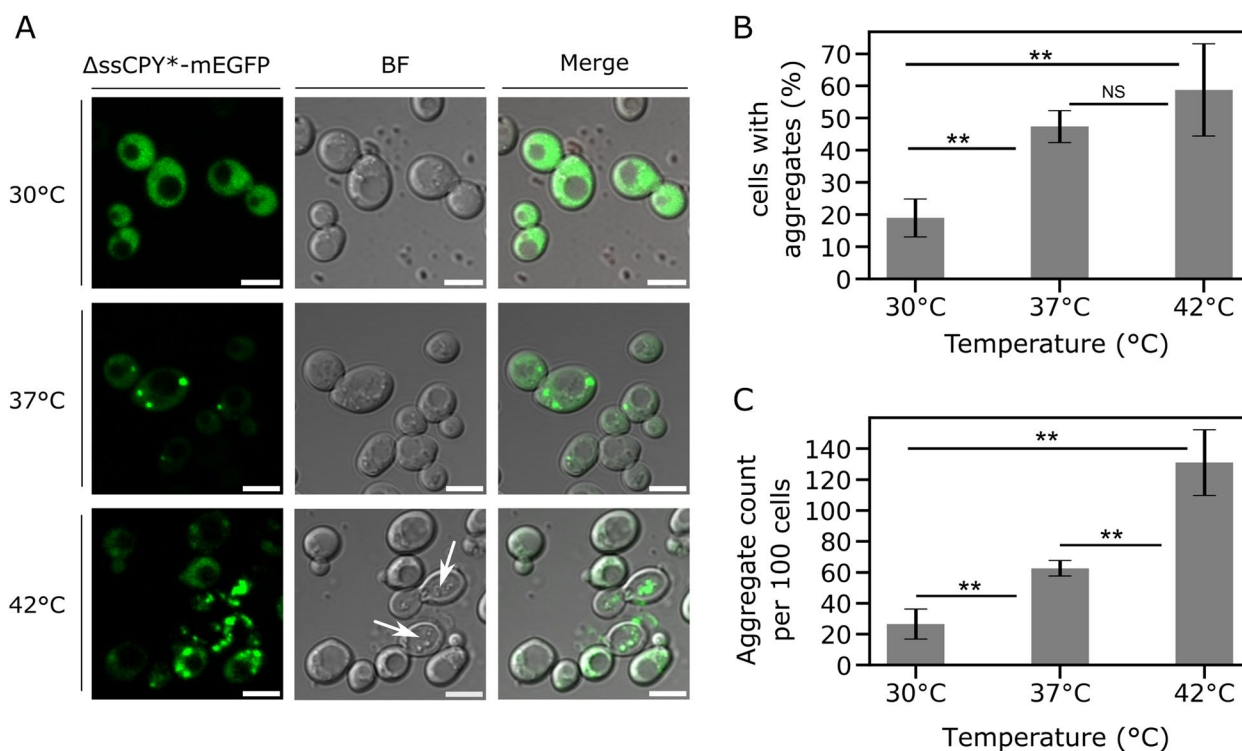 A
ΔssCPY*-mEGFP
BF
Merge
30°C
37°C
42°C
B
cells with
aggregates (%)
70
60
50
40
30
20
10
0
**
NS
**
30°C
37°C
42°C
Temperature (°C)
C
Aggregate count
per 100 cells
140
120
100
80
60
40
20
0
**
**
**
30°C
37°C
42°C
Temperature (°C)